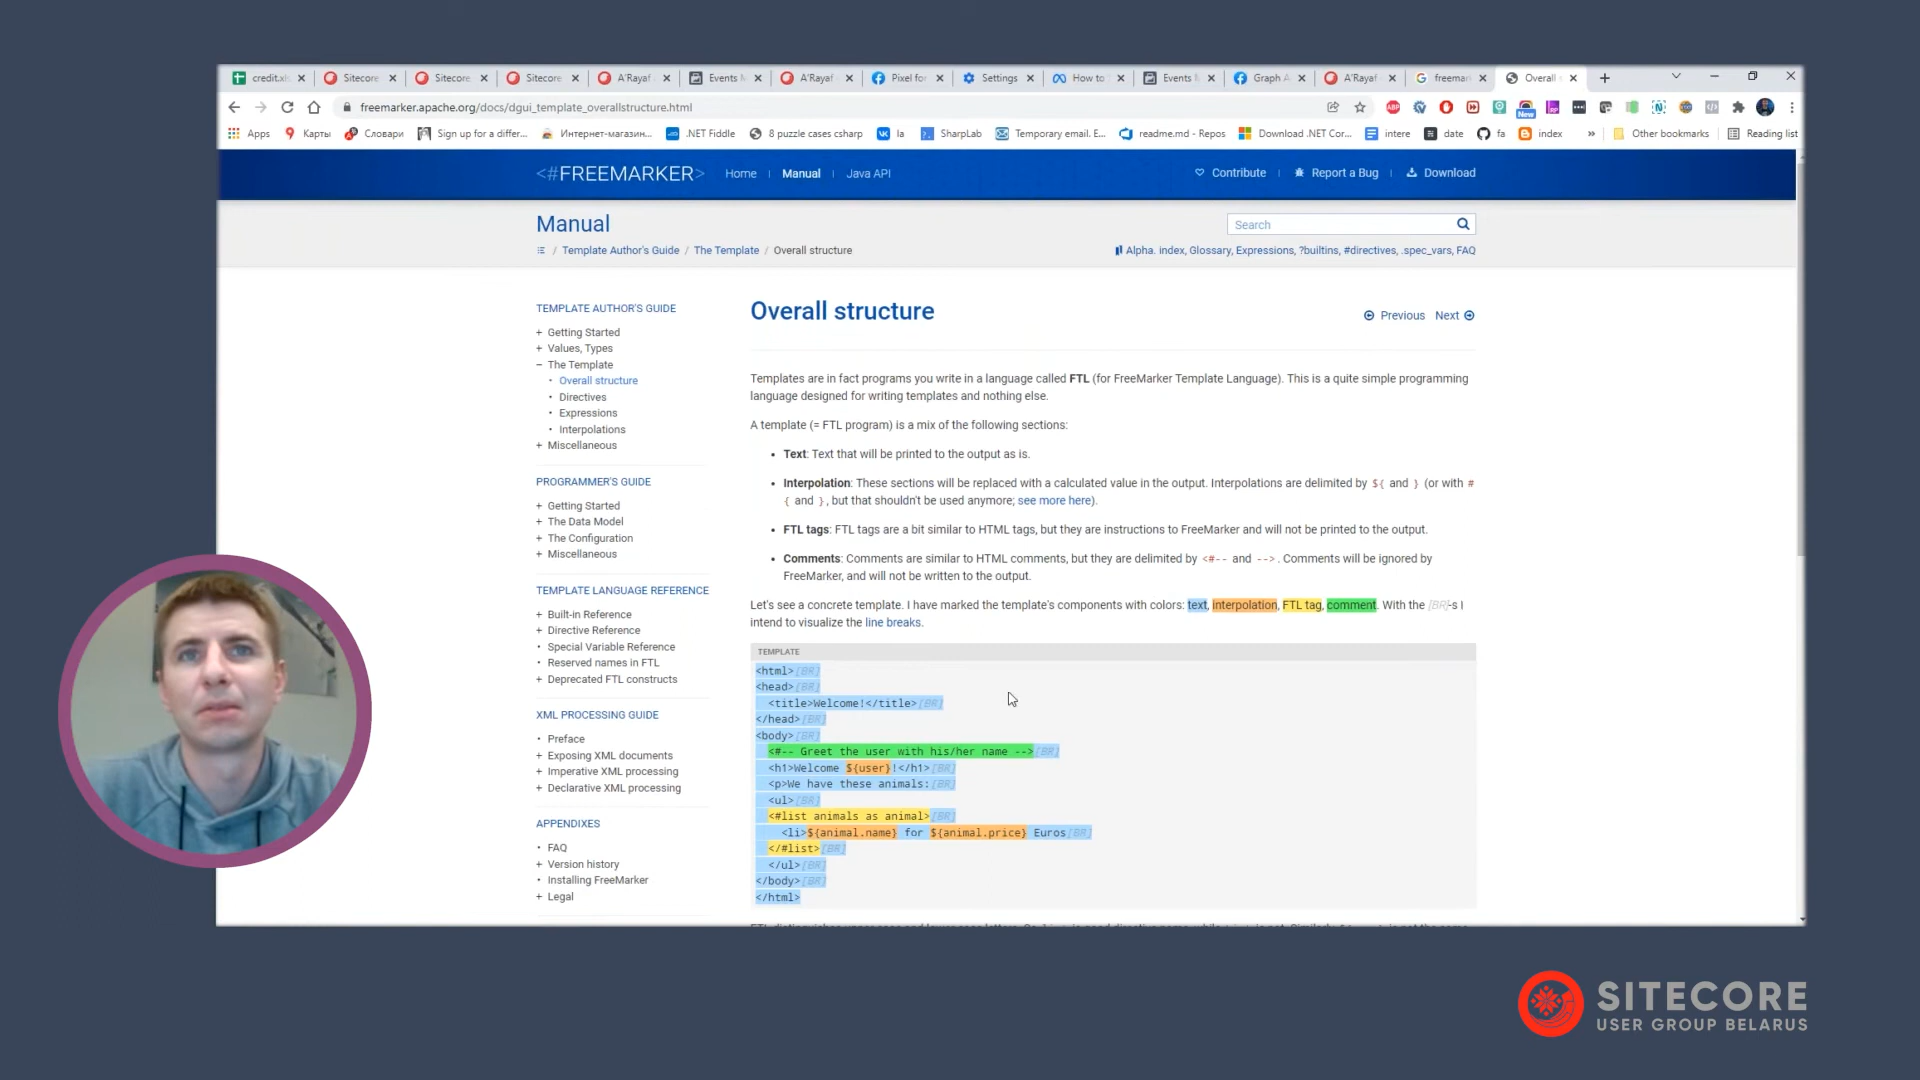 credit.xl
Sitecore
Sitecore
Sitecore
A'Rayaf
Events M
A'Rayaf
Pixel for
Settings
How to
Events
Graph A
A'Rayaf
freemar
Overall
freemarker.apache.org/docs/dgui_template_overallstructure.html
ABP
New
Apps
Карты
Словари
Sign up for a differ...
Интернет-магазин...
.NET Fiddle
8 puzzle cases csharp
la
SharpLab
Temporary email. E...
readme.md - Repos
Download .NET Cor...
intere
date
fa
index
»
Other bookmarks
Reading list
<#FREEMARKER>
Home | Manual | Java API
Contribute | Report a Bug | Download
Manual
Search
/ Template Author's Guide / The Template / Overall structure
Alpha. index, Glossary, Expressions, ?builtins, #directives, .spec_vars, FAQ
TEMPLATE AUTHOR'S GUIDE
+ Getting Started
+ Values, Types
− The Template
· Overall structure
· Directives
· Expressions
· Interpolations
+ Miscellaneous
PROGRAMMER'S GUIDE
+ Getting Started
+ The Data Model
+ The Configuration
+ Miscellaneous
TEMPLATE LANGUAGE REFERENCE
+ Built-in Reference
+ Directive Reference
· Special Variable Reference
· Reserved names in FTL
+ Deprecated FTL constructs
XML PROCESSING GUIDE
· Preface
+ Exposing XML documents
+ Imperative XML processing
+ Declarative XML processing
APPENDIXES
· FAQ
+ Version history
· Installing FreeMarker
+ Legal
Overall structure
Previous Next
Templates are in fact programs you write in a language called FTL (for FreeMarker Template Language). This is a quite simple programming
language designed for writing templates and nothing else.
A template (= FTL program) is a mix of the following sections:
• Text: Text that will be printed to the output as is.
• Interpolation: These sections will be replaced with a calculated value in the output. Interpolations are delimited by ${ and } (or with #
{ and }, but that shouldn't be used anymore; see more here).
• FTL tags: FTL tags are a bit similar to HTML tags, but they are instructions to FreeMarker and will not be printed to the output.
• Comments: Comments are similar to HTML comments, but they are delimited by <#-- and -->. Comments will be ignored by
FreeMarker, and will not be written to the output.
Let's see a concrete template. I have marked the template's components with colors: text, interpolation, FTL tag, comment. With the [BR]-s I
intend to visualize the line breaks.
TEMPLATE
<html>[BR]
<head>[BR]
<title>Welcome!</title>[BR]
</head>[BR]
<body>[BR]
<#-- Greet the user with his/her name -->[BR]
<h1>Welcome ${user}!</h1>[BR]
<p>We have these animals:[BR]
<ul>[BR]
<#list animals as animal>[BR]
<li>${animal.name} for ${animal.price} Euros[BR]
</#list>[BR]
</ul>[BR]
</body>[BR]
</html>
SITECORE
USER GROUP BELARUS